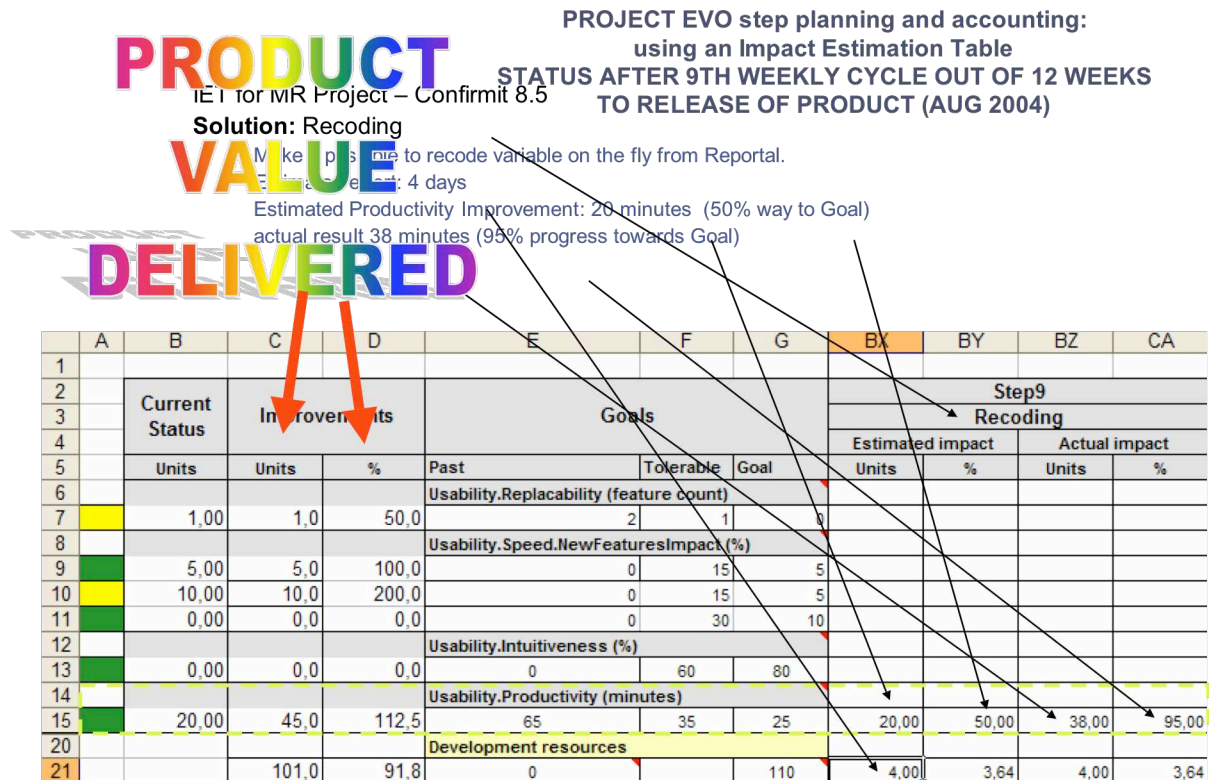 PROJECT EVO step planning and accounting:
using an Impact Estimation Table
STATUS AFTER 9TH WEEKLY CYCLE OUT OF 12 WEEKS
TO RELEASE OF PRODUCT (AUG 2004)
PRODUCT
IET for MR Project – Confirmit 8.5
Solution: Recoding
VALUE
to recode variable on the fly from Reportal.
4 days
Estimated Productivity Improvement: 20 minutes (50% way to Goal)
actual result 38 minutes (95% progress towards Goal)
DELIVERED
A B C D E F G BX BY BZ CA
1
2 Current Status Improvements Goals Step9
3 Recoding
4 Estimated impact Actual impact
5 Units Units % Past Tolerable Goal Units % Units %
6 Usability.Replacability (feature count)
7 1,00 1,0 50,0 2 1 0
8 Usability.Speed.NewFeaturesImpact (%)
9 5,00 5,0 100,0 0 15 5
10 10,00 10,0 200,0 0 15 5
11 0,00 0,0 0,0 0 30 10
12 Usability.Intuitiveness (%)
13 0,00 0,0 0,0 0 60 80
14 Usability.Productivity (minutes)
15 20,00 45,0 112,5 65 35 25 20,00 50,00 38,00 95,00
20 Development resources
21 101,0 91,8 0 110 4,00 3,64 4,00 3,64